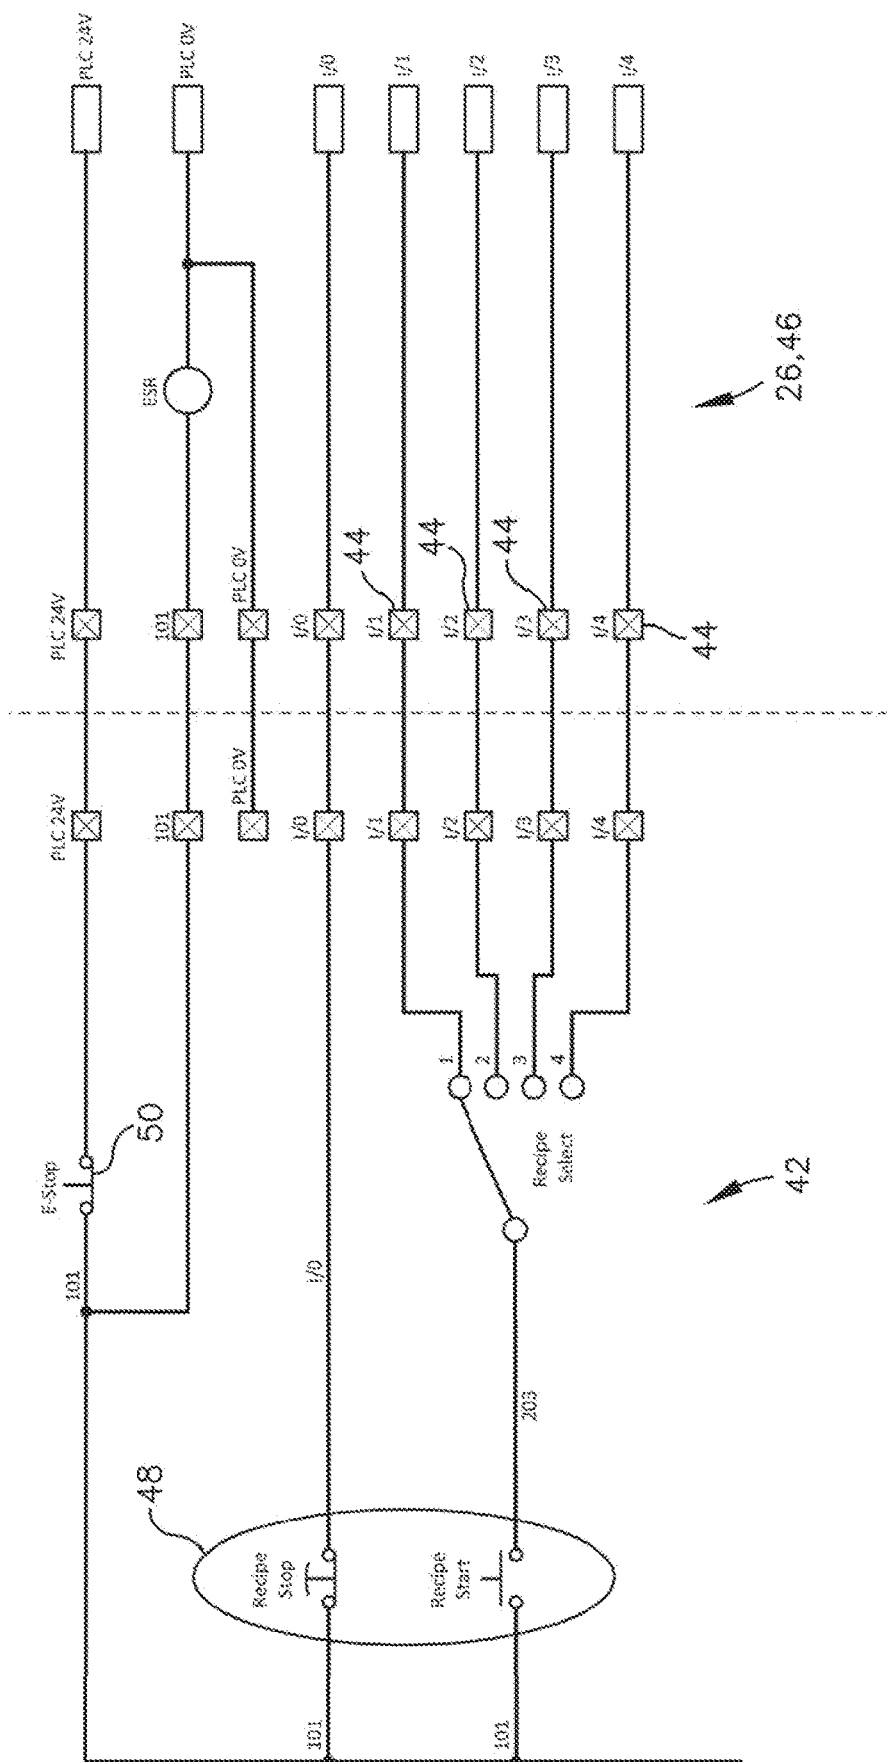 PLC 24V
PLC 0V
I/0
I/1
I/2
I/3
I/4
ESR
26,46
44
44
44
44
PLC 24V
101
PLC 0V
I/0
I/1
I/2
I/3
I/4
PLC 24V
101
PLC 0V
I/0
I/1
I/2
I/3
I/4
1
2
3
4
Recipe
Select
E-Stop
50
42
101
I/0
203
48
Recipe
Stop
Recipe
Start
101
101